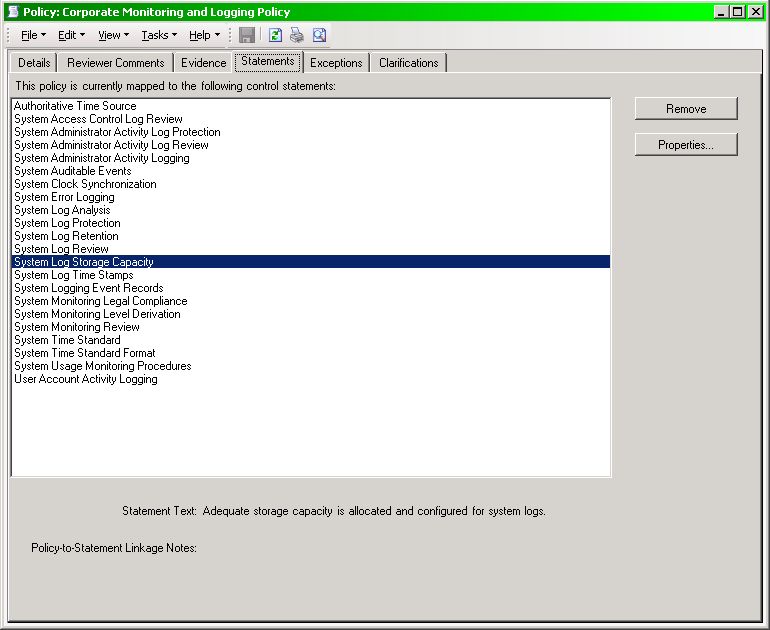 Policy: Corporate Monitoring and Logging Policy
File Edit View Tasks Help
Details Reviewer Comments Evidence Statements Exceptions Clarifications
This policy is currently mapped to the following control statements:
Authoritative Time Source
System Access Control Log Review
System Administrator Activity Log Protection
System Administrator Activity Log Review
System Administrator Activity Logging
System Auditable Events
System Clock Synchronization
System Error Logging
System Log Analysis
System Log Protection
System Log Retention
System Log Review
System Log Storage Capacity
System Log Time Stamps
System Logging Event Records
System Monitoring Legal Compliance
System Monitoring Level Derivation
System Monitoring Review
System Time Standard
System Time Standard Format
System Usage Monitoring Procedures
User Account Activity Logging
Remove
Properties...
Statement Text: Adequate storage capacity is allocated and configured for system logs.
Policy-to-Statement Linkage Notes: